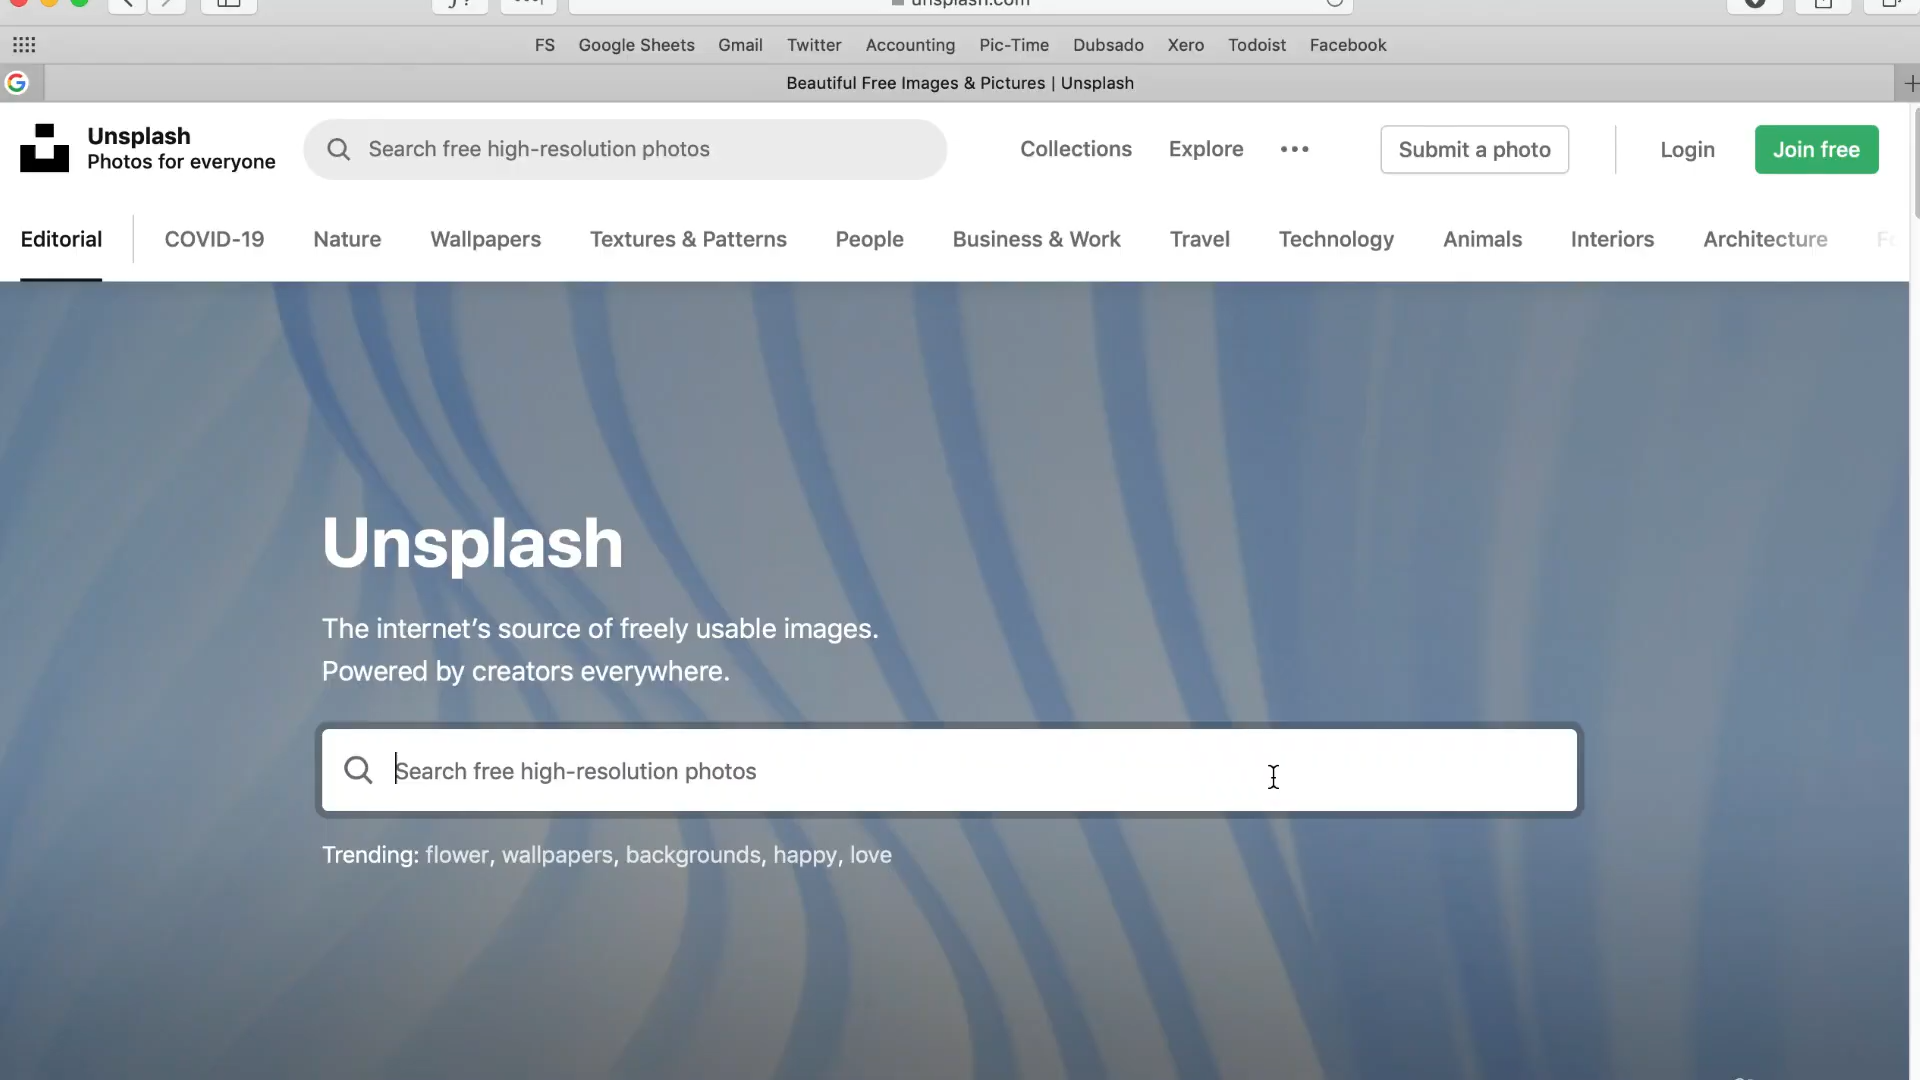 unsplash.com
FS Google Sheets Gmail Twitter Accounting Pic-Time Dubsado Xero Todoist Facebook
Beautiful Free Images & Pictures | Unsplash
Unsplash
Photos for everyone
Search free high-resolution photos
Collections Explore ••• Submit a photo Login Join free
Editorial COVID-19 Nature Wallpapers Textures & Patterns People Business & Work Travel Technology Animals Interiors Architecture
Unsplash
The internet’s source of freely usable images.
Powered by creators everywhere.
Search free high-resolution photos
Trending: flower, wallpapers, backgrounds, happy, love